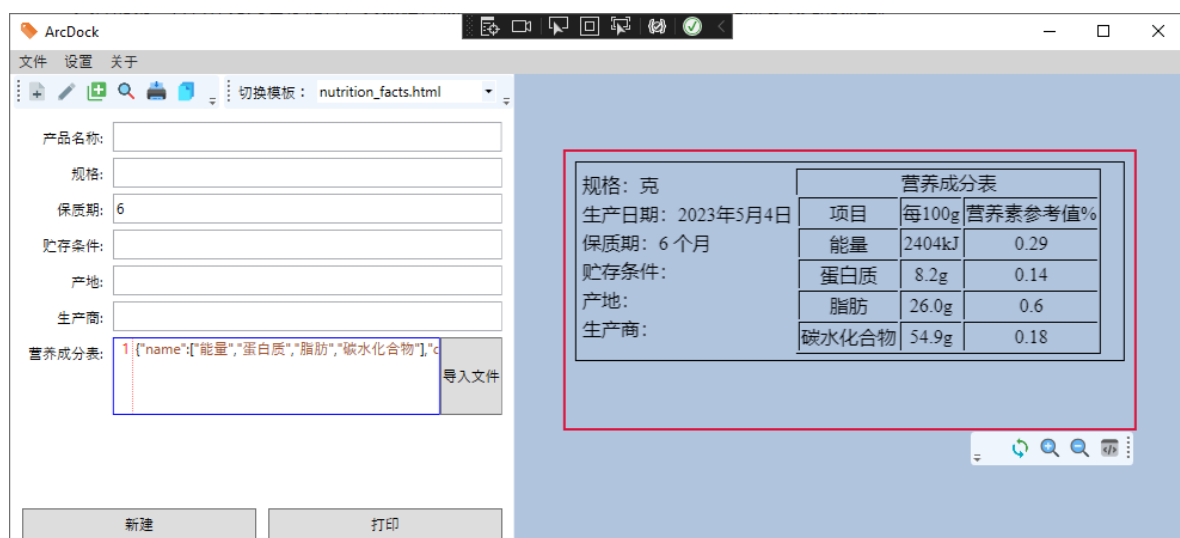 ArcDock
文件 设置 关于
切换模板： nutrition_facts.html
产品名称:
规格:
保质期: 6
贮存条件:
产地:
生产商:
营养成分表: 1 {"name":["能量","蛋白质","脂肪","碳水化合物"],"c
导入文件
新建 打印
规格：克
生产日期：2023年5月4日
保质期：6 个月
贮存条件：
产地：
生产商：
营养成分表
项目 每100g 营养素参考值%
能量 2404kJ 0.29
蛋白质 8.2g 0.14
脂肪 26.0g 0.6
碳水化合物 54.9g 0.18